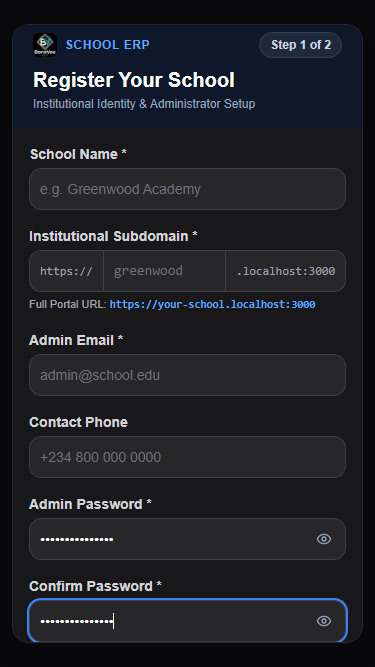 BonaVee
SCHOOL ERP
Step 1 of 2
Register Your School
Institutional Identity & Administrator Setup
School Name *
e.g. Greenwood Academy
Institutional Subdomain *
https:// greenwood .localhost:3000
Full Portal URL: https://your-school.localhost:3000
Admin Email *
admin@school.edu
Contact Phone
+234 800 000 0000
Admin Password *
•••••••••••••••
Confirm Password *
•••••••••••••••